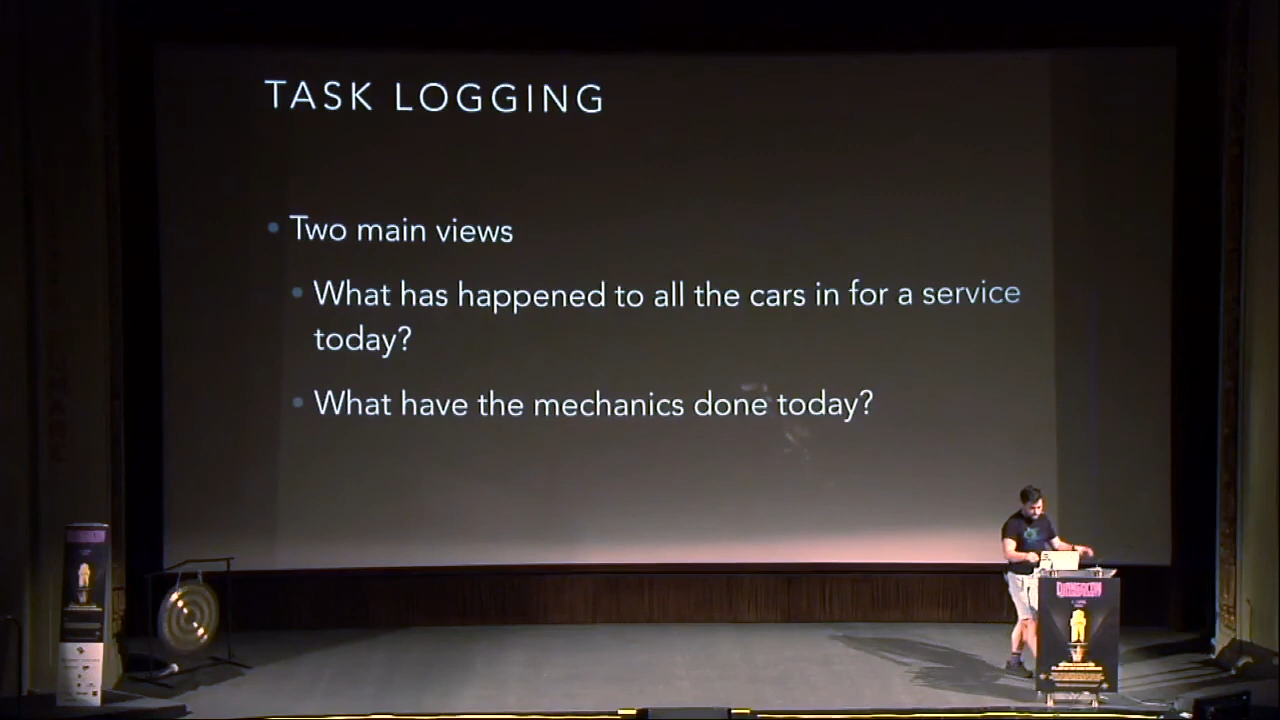 TASK LOGGING
• Two main views
• What has happened to all the cars in for a service
today?
• What have the mechanics done today?